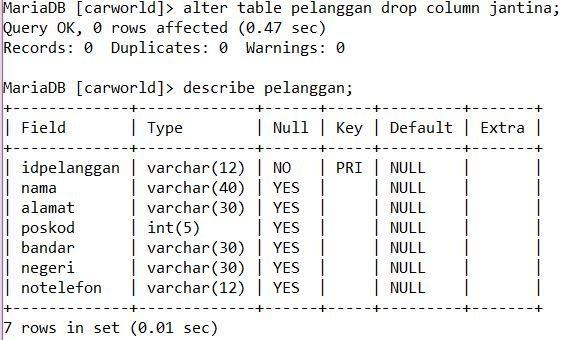 MariaDB [carworld]> alter table pelanggan drop column jantina;
Query OK, 0 rows affected (0.47 sec)
Records: 0  Duplicates: 0  Warnings: 0

MariaDB [carworld]> describe pelanggan;
+-------------+-------------+------+-----+---------+-------+
| Field       | Type        | Null | Key | Default | Extra |
+-------------+-------------+------+-----+---------+-------+
| idpelanggan | varchar(12) | NO   | PRI | NULL    |       |
| nama        | varchar(40) | YES  |     | NULL    |       |
| alamat      | varchar(30) | YES  |     | NULL    |       |
| poskod      | int(5)      | YES  |     | NULL    |       |
| bandar      | varchar(30) | YES  |     | NULL    |       |
| negeri      | varchar(30) | YES  |     | NULL    |       |
| notelefon   | varchar(12) | YES  |     | NULL    |       |
+-------------+-------------+------+-----+---------+-------+
7 rows in set (0.01 sec)